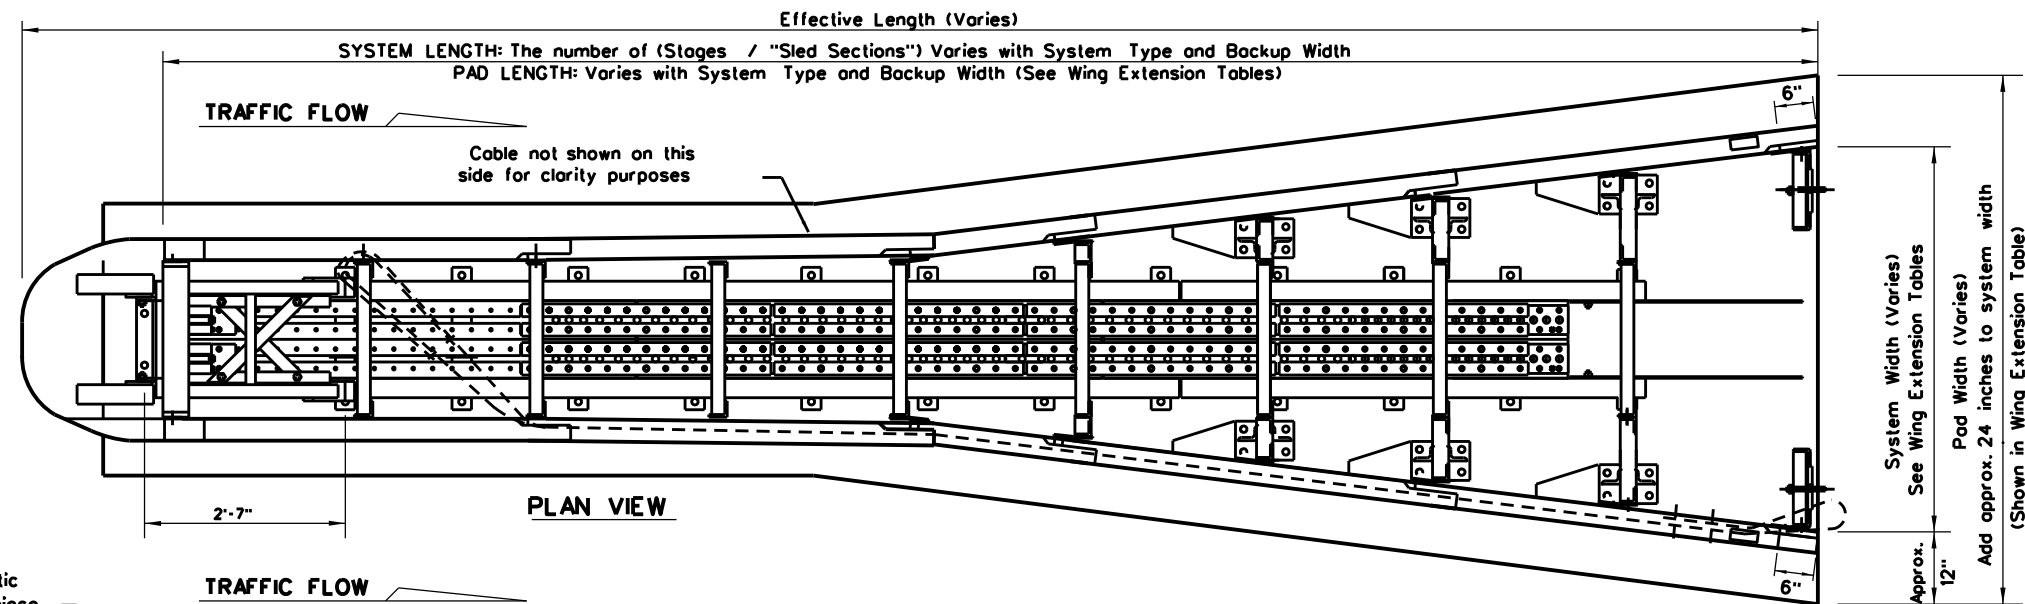 Effective Length (Varies)
SYSTEM LENGTH: The number of (Stages / "Sled Sections") Varies with System Type and Backup Width
PAD LENGTH: Varies with System Type and Backup Width (See Wing Extension Tables)
TRAFFIC FLOW
6"
Cable not shown on this
side for clarity purposes
System Width (Varies)
See Wing Extension Tables
Pad Width (Varies)
Add approx. 24 inches to system width
(Shown in Wing Extension Table)
PLAN VIEW
2'-7"
Approx.
12"
6"
TRAFFIC FLOW
tic